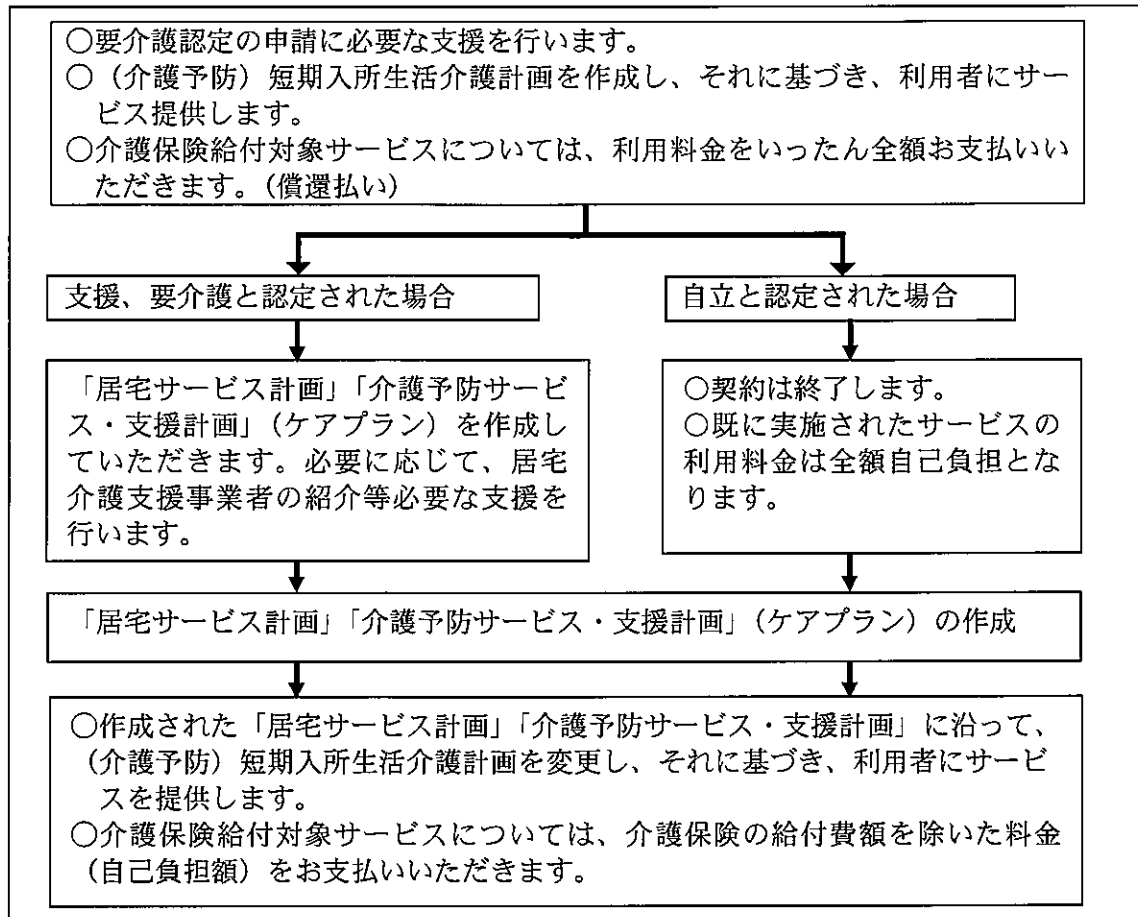 ○要介護認定の申請に必要な支援を行います。
○(介護予防)短期入所生活介護計画を作成し、それに基づき、利用者にサー
ビス提供します。
○介護保険給付対象サービスについては、利用料金をいったん全額お支払いい
ただきます。(償還払い)
支援、要介護と認定された場合
自立と認定された場合
「居宅サービス計画」「介護予防サービ
ス・支援計画」(ケアプラン)を作成し
ていただきます。必要に応じて、居宅
介護支援事業者の紹介等必要な支援を
行います。
○契約は終了します。
○既に実施されたサービスの
利用料金は全額自己負担とな
ります。
「居宅サービス計画」「介護予防サービス・支援計画」(ケアプラン)の作成
○作成された「居宅サービス計画」「介護予防サービス・支援計画」に沿って、
(介護予防)短期入所生活介護計画を変更し、それに基づき、利用者にサービ
スを提供します。
○介護保険給付対象サービスについては、介護保険の給付費額を除いた料金
(自己負担額)をお支払いいただきます。